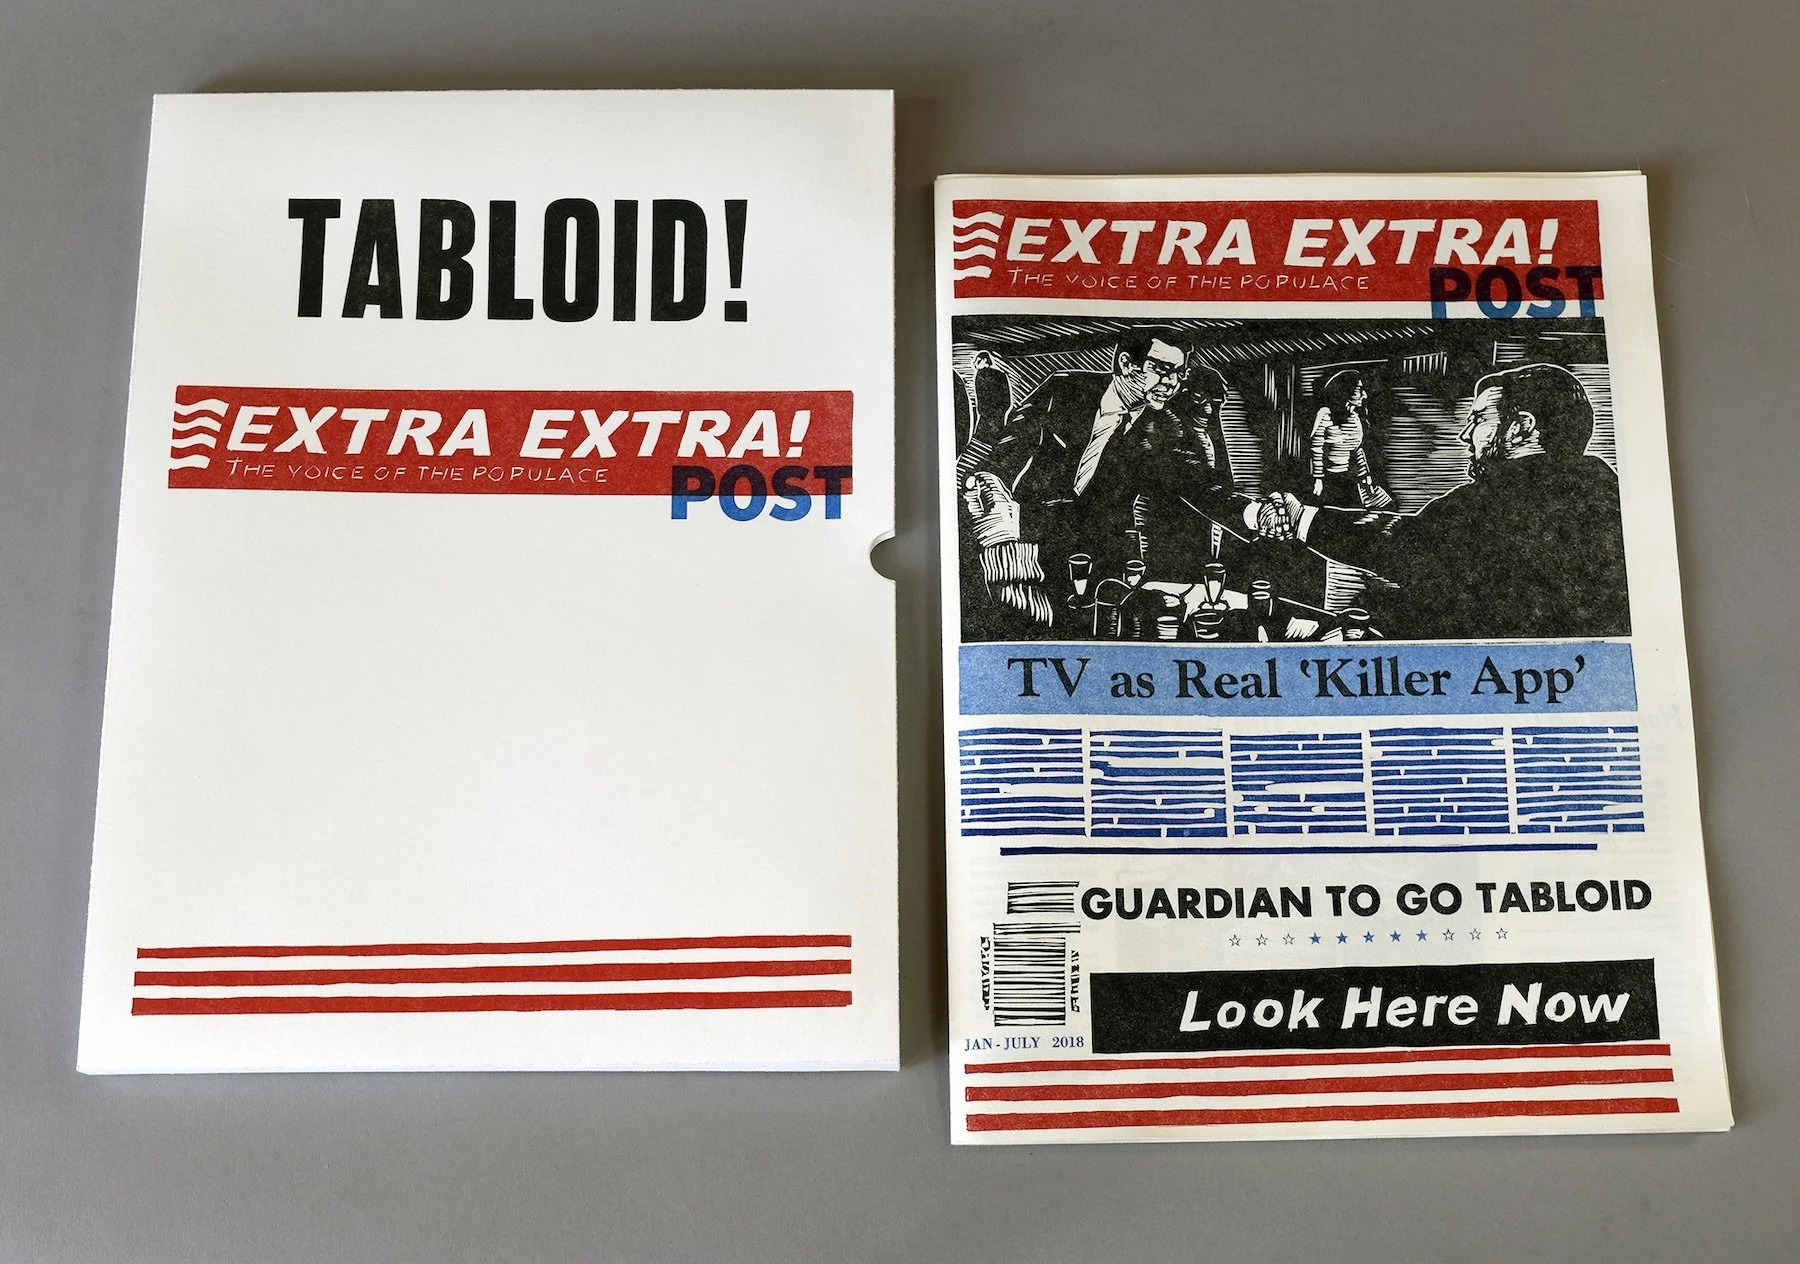 TABLOID!
EXTRA EXTRA!
THE VOICE OF THE POPULACE
POST
EXTRA EXTRA!
THE VOICE OF THE POPULACE
POST
TV as Real ‘Killer App’
GUARDIAN TO GO TABLOID
Look Here Now
JAN-JULY 2018